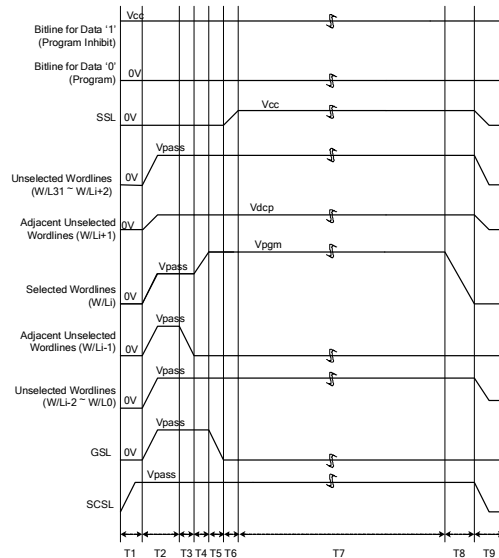 Vcc
Bitline for Data ‘1’
(Program Inhibit)
Bitline for Data ‘0’
(Program)
0V
Vcc
SSL
0V
Vpass
Unselected Wordlines
(W/L31 ~ W/Li+2)
0V
Vdcp
Adjacent Unselected
Wordlines (W/Li+1)
0V
Vpgm
Vpass
Selected Wordlines
(W/Li)
0V
Vpass
Adjacent Unselected
Wordlines (W/Li-1)
0V
Vpass
Unselected Wordlines
(W/Li-2 ~ W/L0)
0V
Vpass
GSL
0V
Vpass
SCSL
T1 T2 T3 T4 T5 T6 T7 T8 T9